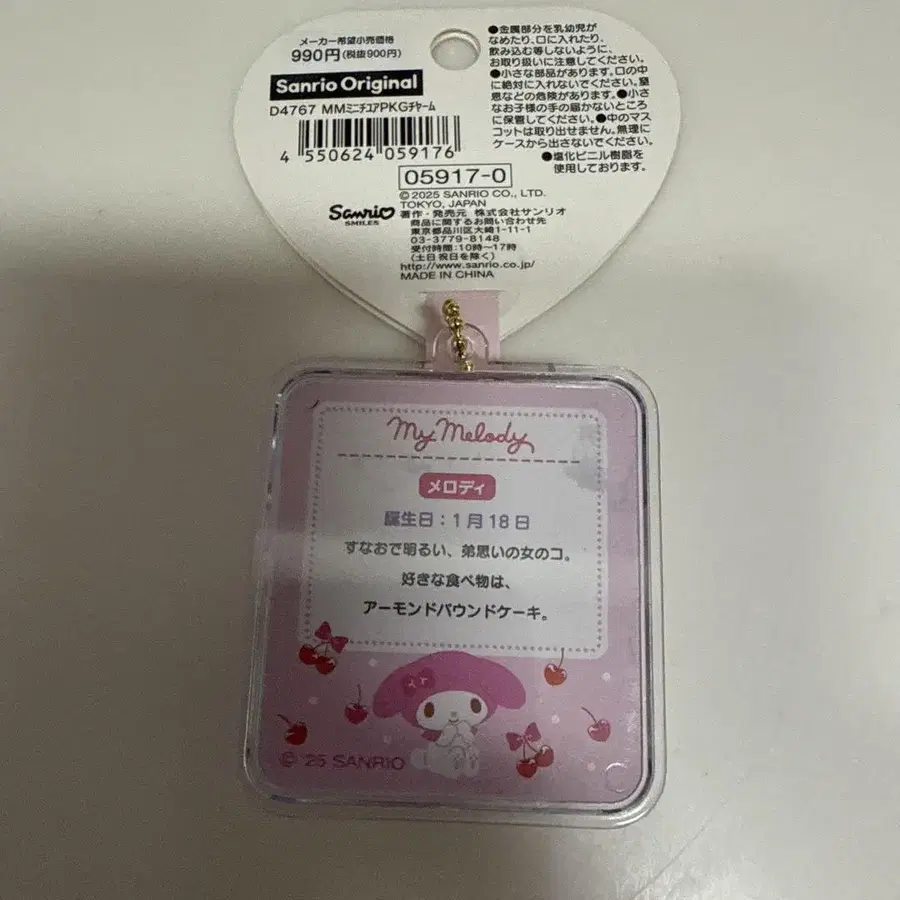 メーカー希望小売価格
990円(税抜900円)
Sanrio Original
D4767 MMミニチュアPKGチャーム
4 550624 059176
05917-0
●金属部分を乳幼児が
なめたり、口に入れたり、
飲み込む等しないように、
お取り扱いに注意してください。
●小さな部品があります。口の中
に絶対に入れないでください。窒
息などの危険があります。●小さ
なお子様の手の届かないところ
に保管してください。●中のマス
コットは取り出せません。無理に
ケースから出さないでください。
●塩化ビニル樹脂を
使用しております。
©2025 SANRIO CO., LTD.
TOKYO, JAPAN
Sanrio
SMILES
著作・発売元 株式会社サンリオ
商品に関するお問い合わせ先
東京都品川区大崎1-11-1
03-3779-8148
受付時間:10時〜17時
(土日祝日を除く)
http://www.sanrio.co.jp/
MADE IN CHINA
My Melody
メロディ
誕生日:1月18日
すなおで明るい、弟思いの女のコ。
好きな食べ物は、
アーモンドパウンドケーキ。
© '25 SANRIO